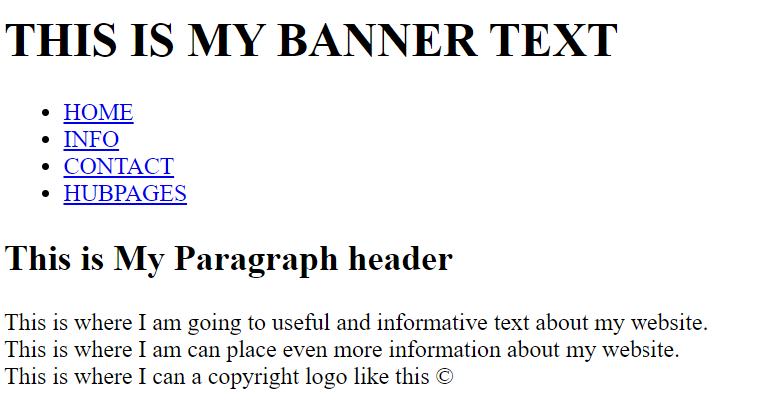 THIS IS MY BANNER TEXT
HOME
INFO
CONTACT
HUBPAGES
This is My Paragraph header
This is where I am going to useful and informative text about my website.
This is where I am can place even more information about my website.
This is where I can a copyright logo like this ©